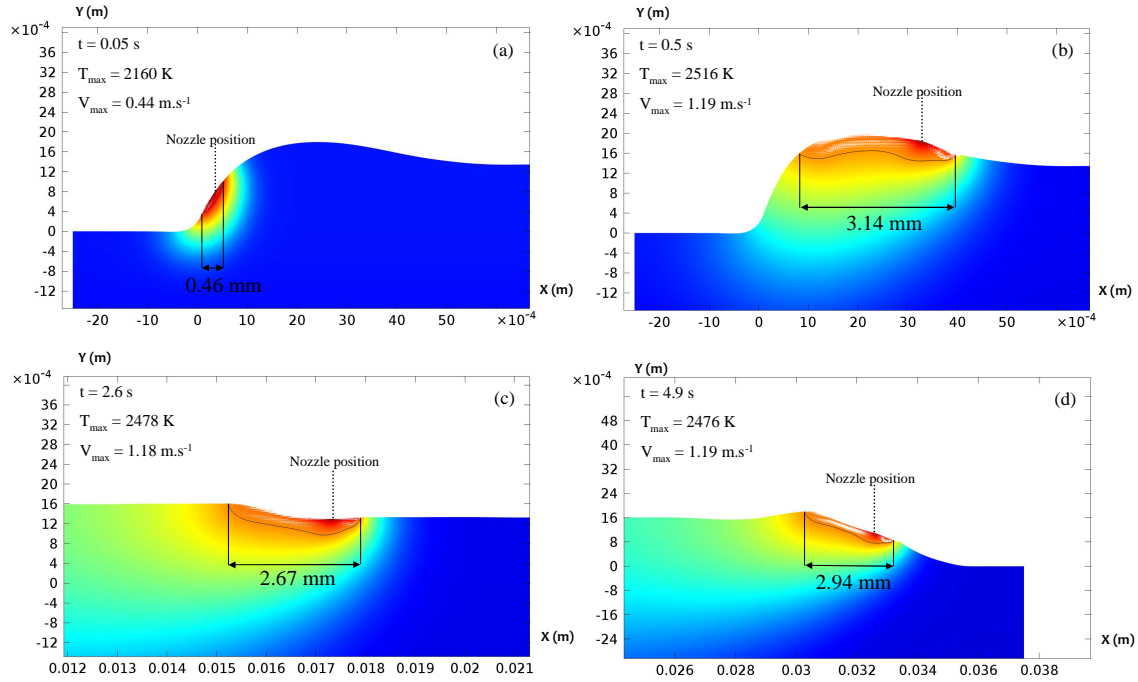 Y (m)
×10⁻⁴
t = 0.05 s
(a)
T_max = 2160 K
V_max = 0.44 m.s⁻¹
Nozzle position
36
32
28
24
20
16
12
8
4
0
-4
-8
-12
0.46 mm
X (m)
-20
-10
0
10
20
30
40
50
60
×10⁻⁴
Y (m)
×10⁻⁴
t = 0.5 s
(b)
T_max = 2516 K
V_max = 1.19 m.s⁻¹
Nozzle position
36
32
28
24
20
16
12
8
4
0
-4
-8
-12
3.14 mm
X (m)
-20
-10
0
10
20
30
40
50
60
×10⁻⁴
Y (m)
×10⁻⁴
t = 2.6 s
(c)
T_max = 2478 K
V_max = 1.18 m.s⁻¹
Nozzle position
36
32
28
24
20
16
12
8
4
0
-4
-8
-12
2.67 mm
X (m)
0.012
0.013
0.014
0.015
0.016
0.017
0.018
0.019
0.02
0.021
Y (m)
×10⁻⁴
t = 4.9 s
(d)
T_max = 2476 K
V_max = 1.19 m.s⁻¹
Nozzle position
48
44
40
32
24
16
8
0
-8
-16
-24
2.94 mm
X (m)
0.026
0.028
0.03
0.032
0.034
0.036
0.038